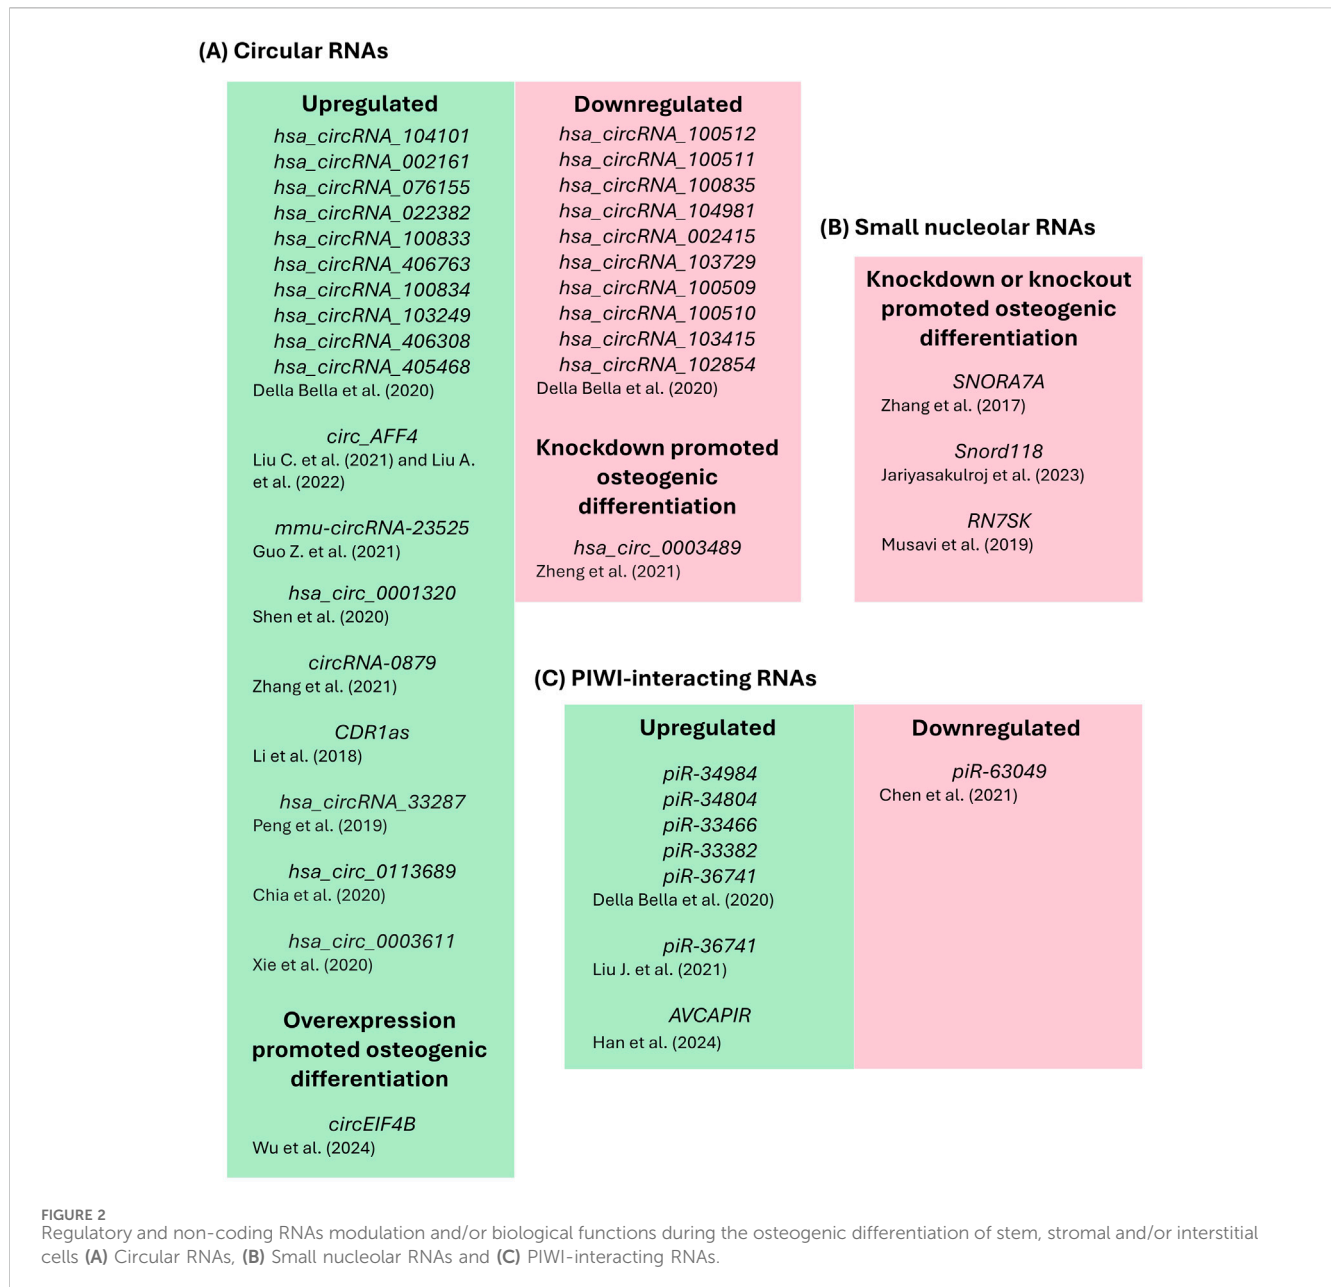 (A) Circular RNAs
Upregulated
hsa_circRNA_104101
hsa_circRNA_002161
hsa_circRNA_076155
hsa_circRNA_022382
hsa_circRNA_100833
hsa_circRNA_406763
hsa_circRNA_100834
hsa_circRNA_103249
hsa_circRNA_406308
hsa_circRNA_405468
Della Bella et al. (2020)
circ_AFF4
Liu C. et al. (2021) and Liu A.
et al. (2022)
mmu-circRNA-23525
Guo Z. et al. (2021)
hsa_circ_0001320
Shen et al. (2020)
circRNA-0879
Zhang et al. (2021)
CDR1as
Li et al. (2018)
hsa_circRNA_33287
Peng et al. (2019)
hsa_circ_0113689
Chia et al. (2020)
hsa_circ_0003611
Xie et al. (2020)
Overexpression
promoted osteogenic
differentiation
circEIF4B
Wu et al. (2024)
Downregulated
hsa_circRNA_100512
hsa_circRNA_100511
hsa_circRNA_100835
hsa_circRNA_104981
hsa_circRNA_002415
hsa_circRNA_103729
hsa_circRNA_100509
hsa_circRNA_100510
hsa_circRNA_103415
hsa_circRNA_102854
Della Bella et al. (2020)
Knockdown promoted
osteogenic
differentiation
hsa_circ_0003489
Zheng et al. (2021)
(B) Small nucleolar RNAs
Knockdown or knockout
promoted osteogenic
differentiation
SNORA7A
Zhang et al. (2017)
Snord118
Jariyasakulroj et al. (2023)
RN7SK
Musavi et al. (2019)
(C) PIWI-interacting RNAs
Upregulated
piR-34984
piR-34804
piR-33466
piR-33382
piR-36741
Della Bella et al. (2020)
piR-36741
Liu J. et al. (2021)
AVCAPIR
Han et al. (2024)
Downregulated
piR-63049
Chen et al. (2021)
FIGURE 2
Regulatory and non-coding RNAs modulation and/or biological functions during the osteogenic differentiation of stem, stromal and/or interstitial
cells (A) Circular RNAs, (B) Small nucleolar RNAs and (C) PIWI-interacting RNAs.